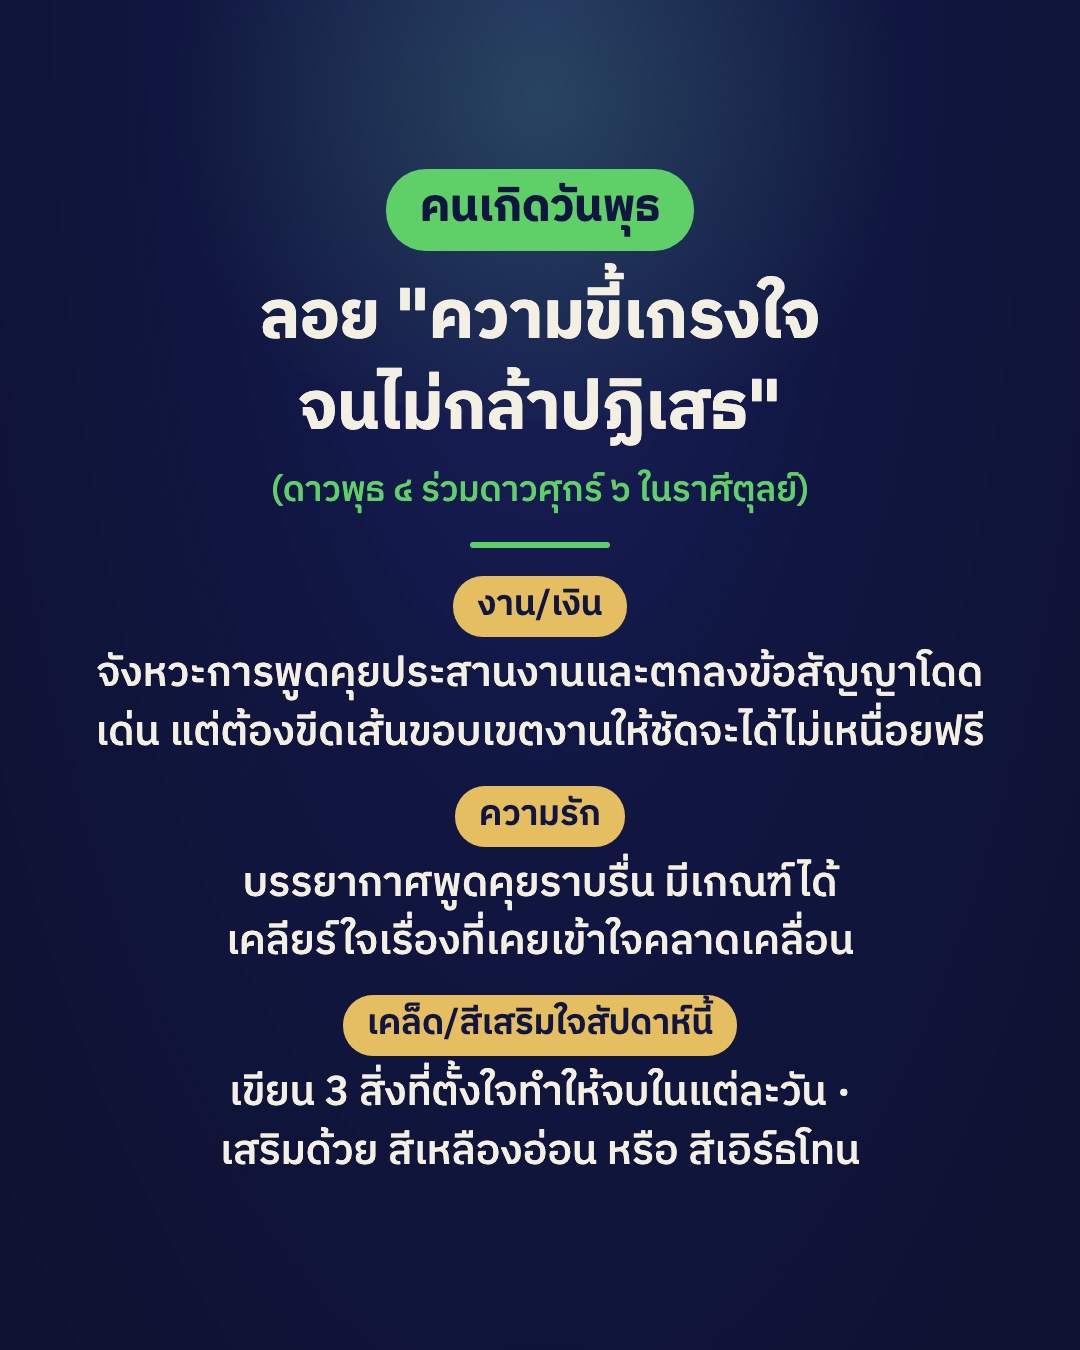 คนเกิดวันพุธ
ลอย "ความขี้เกรงใจ
จนไม่กล้าปฏิเสธ"
(ดาวพุธ ๔ ร่วมดาวศุกร์ ๖ ในราศีตุลย์)
งาน/เงิน
จังหวะการพูดคุยประสานงานและตกลงข้อสัญญาโดด
เด่น แต่ต้องขีดเส้นขอบเขตงานให้ชัดจะได้ไม่เหนื่อยฟรี
ความรัก
บรรยากาศพูดคุยราบรื่น มีเกณฑ์ได้
เคลียร์ใจเรื่องที่เคยเข้าใจคลาดเคลื่อน
เคล็ด/สีเสริมใจสัปดาห์นี้
เขียน 3 สิ่งที่ตั้งใจทำให้จบในแต่ละวัน ·
เสริมด้วย สีเหลืองอ่อน หรือ สีเอิร์ธโทน